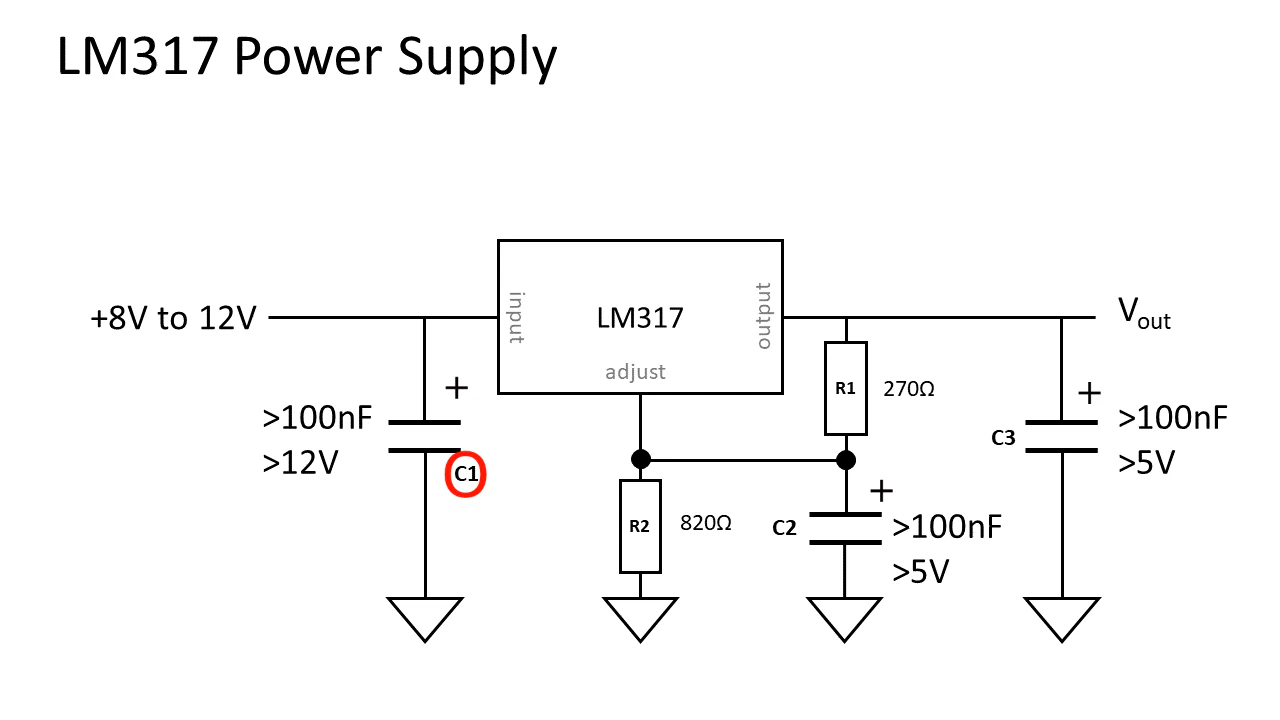 LM317 Power Supply
+8V to 12V
input
LM317
output
adjust
Vout
+
>100nF
>12V
C1
R1
270Ω
C3
+
>100nF
>5V
R2
820Ω
C2
+
>100nF
>5V